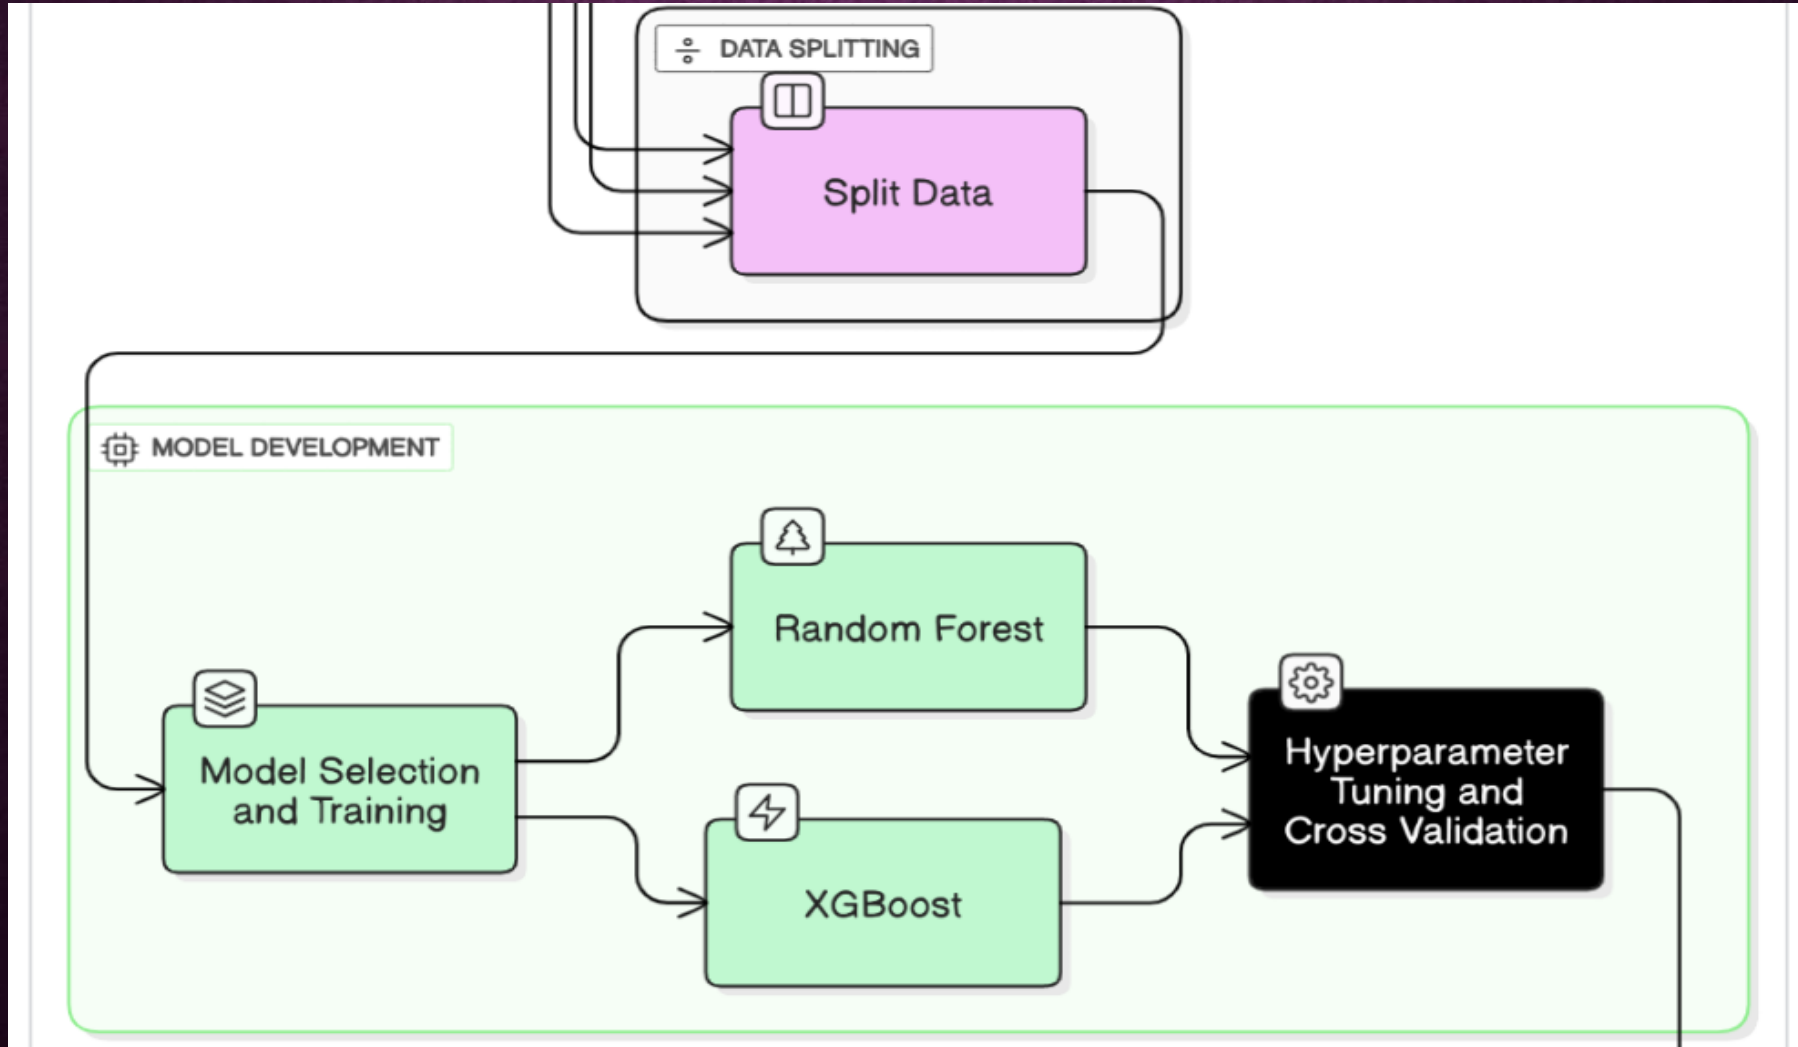 DATA SPLITTING
Split Data
MODEL DEVELOPMENT
Random Forest
Model Selection
and Training
XGBoost
Hyperparameter
Tuning and
Cross Validation